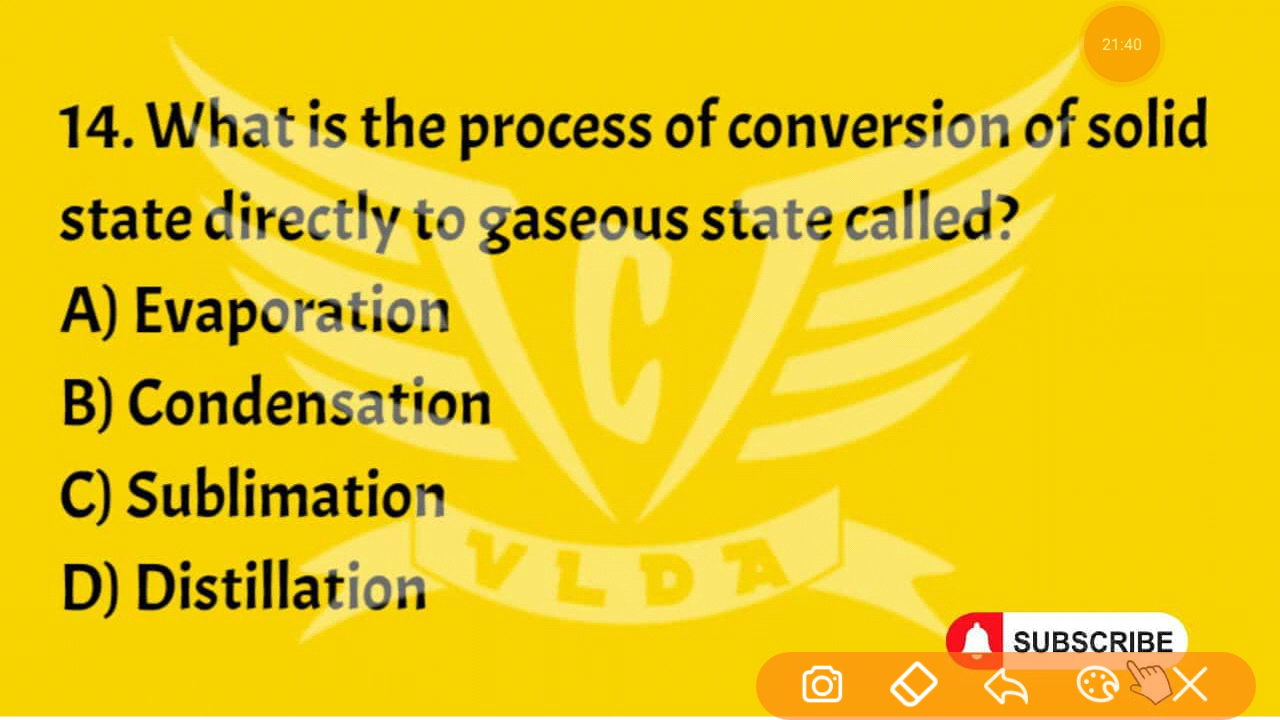 21:40
14. What is the process of conversion of solid
state directly to gaseous state called?
A) Evaporation
B) Condensation
C) Sublimation
D) Distillation
C
VLDA
SUBSCRIBE